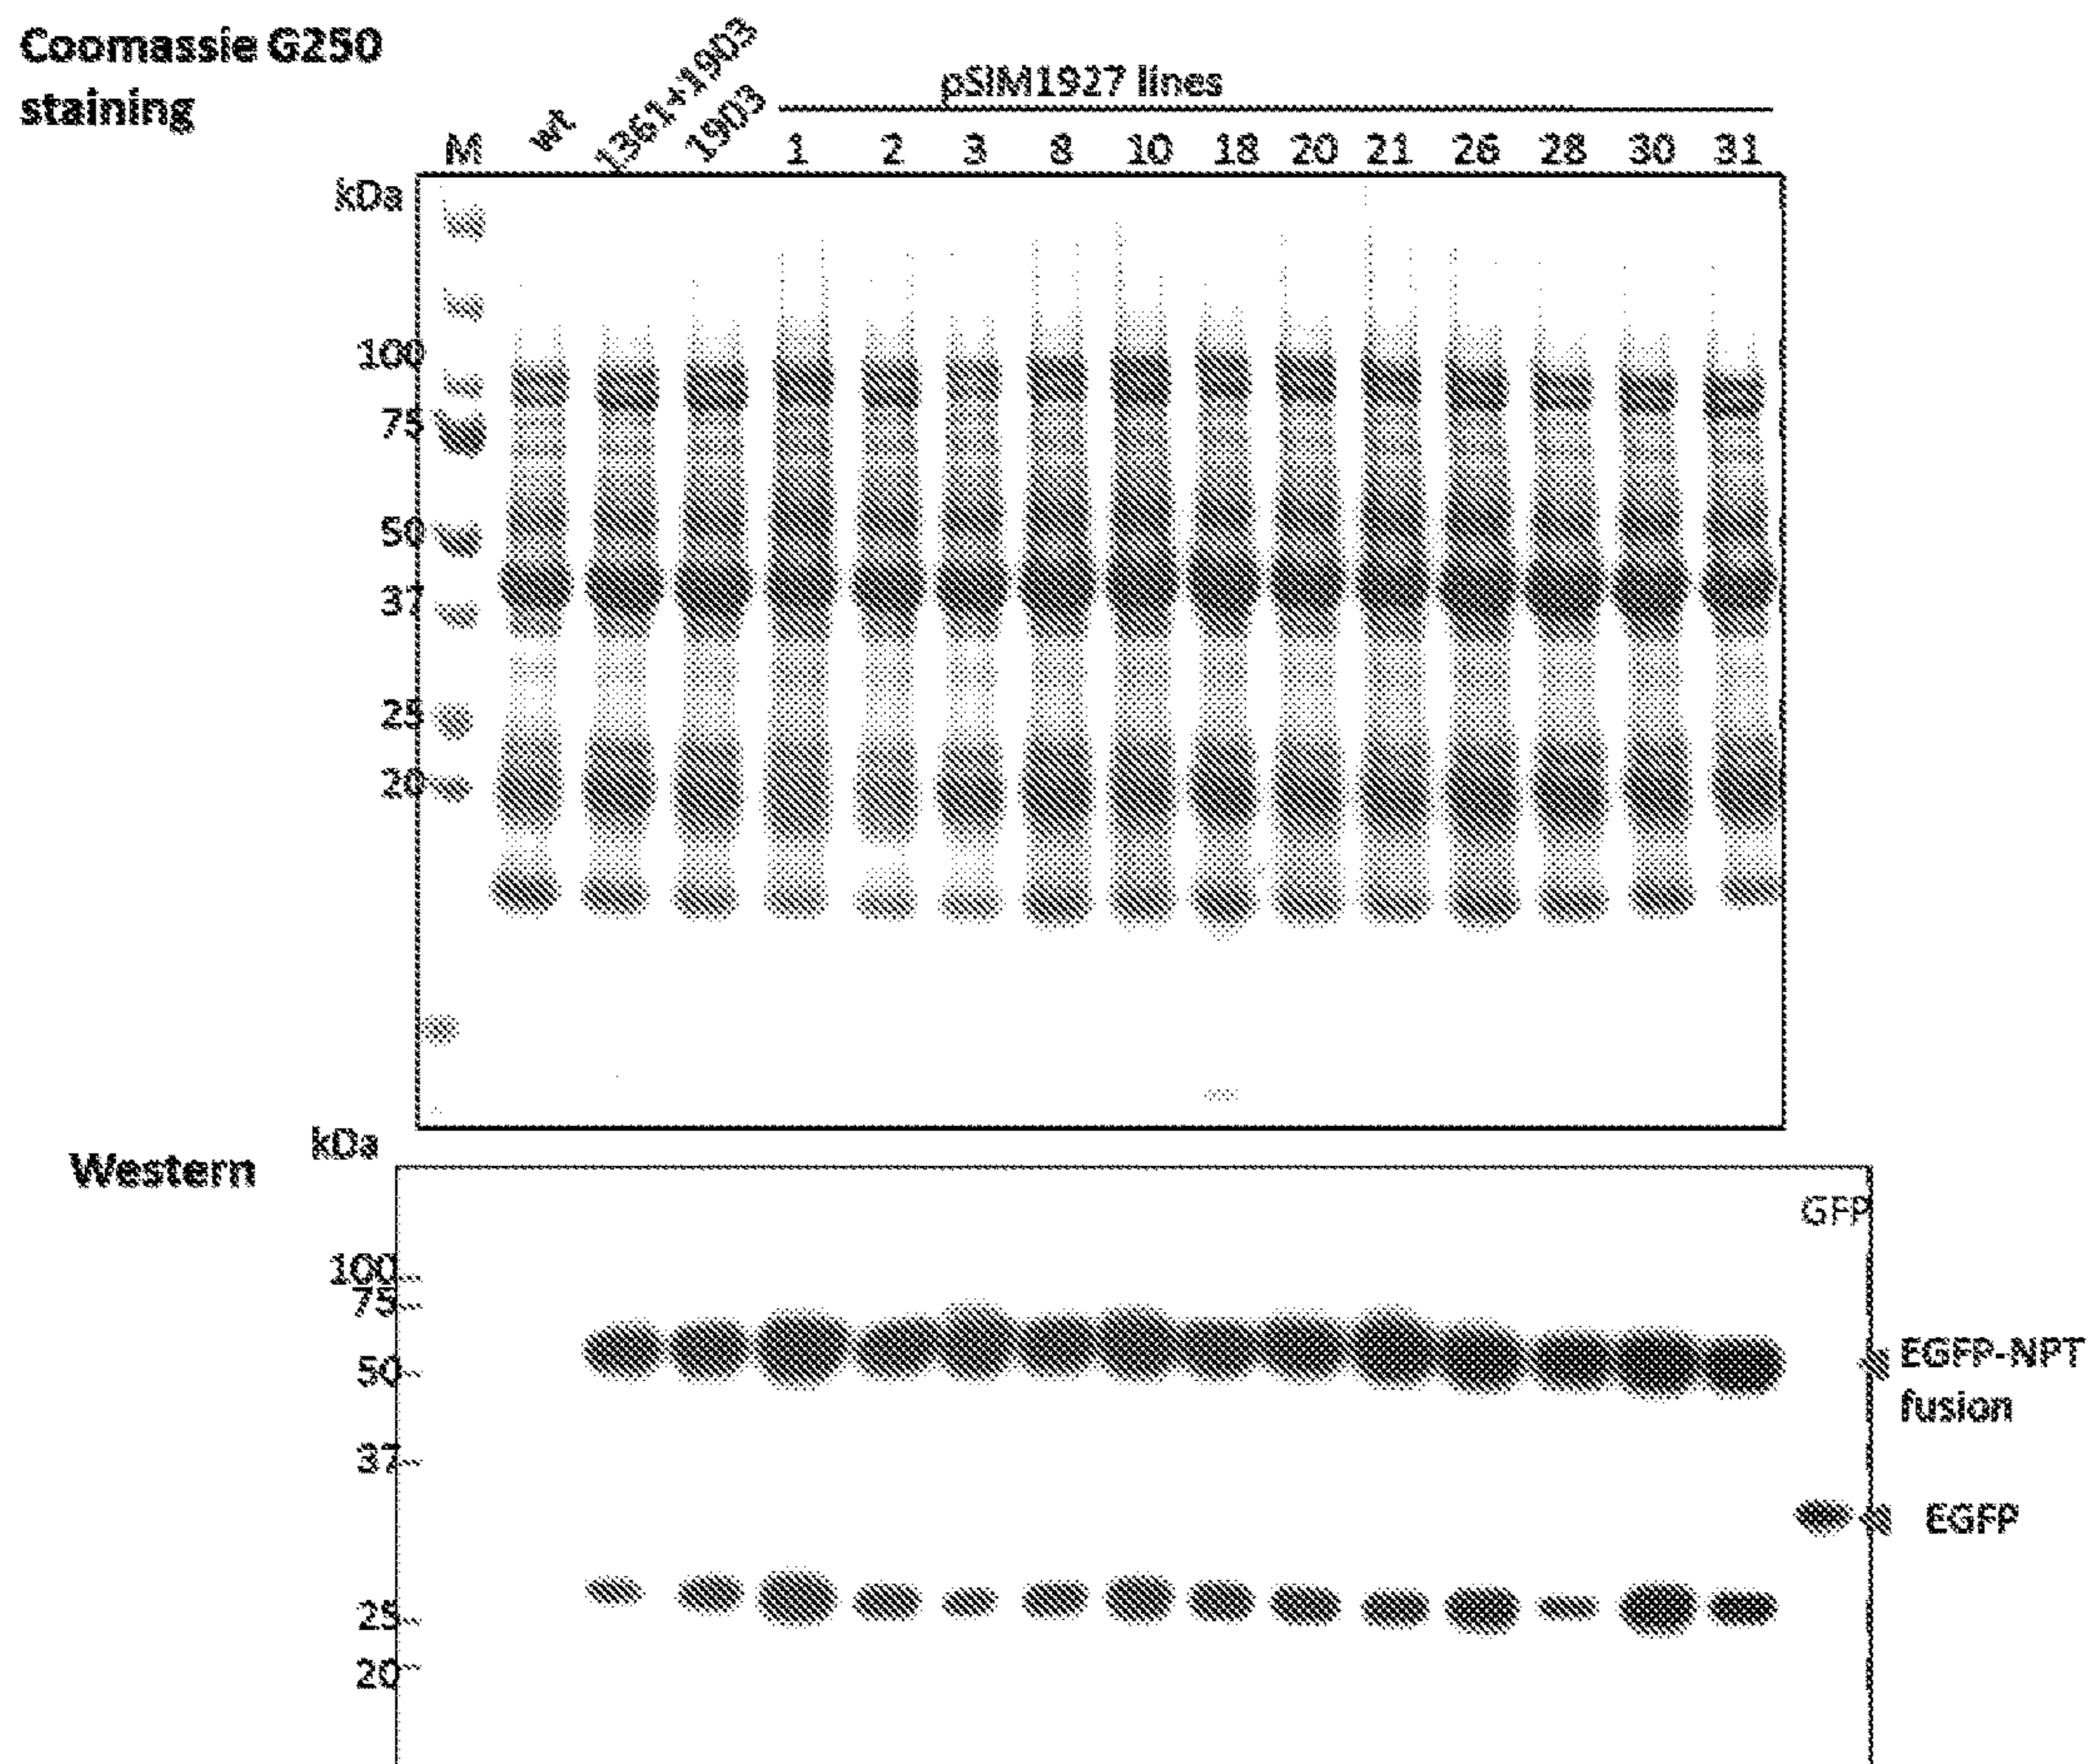 Coomassie G250
staining
pSIM1927 lines
M wt 1361+1903 1903 1 2 3 8 10 18 20 21 26 28 30 31
kDa
100
75
50
37
25
20
kDa
Western
GFP
100
75
50
37
25
20
EGFP-NPT
fusion
EGFP